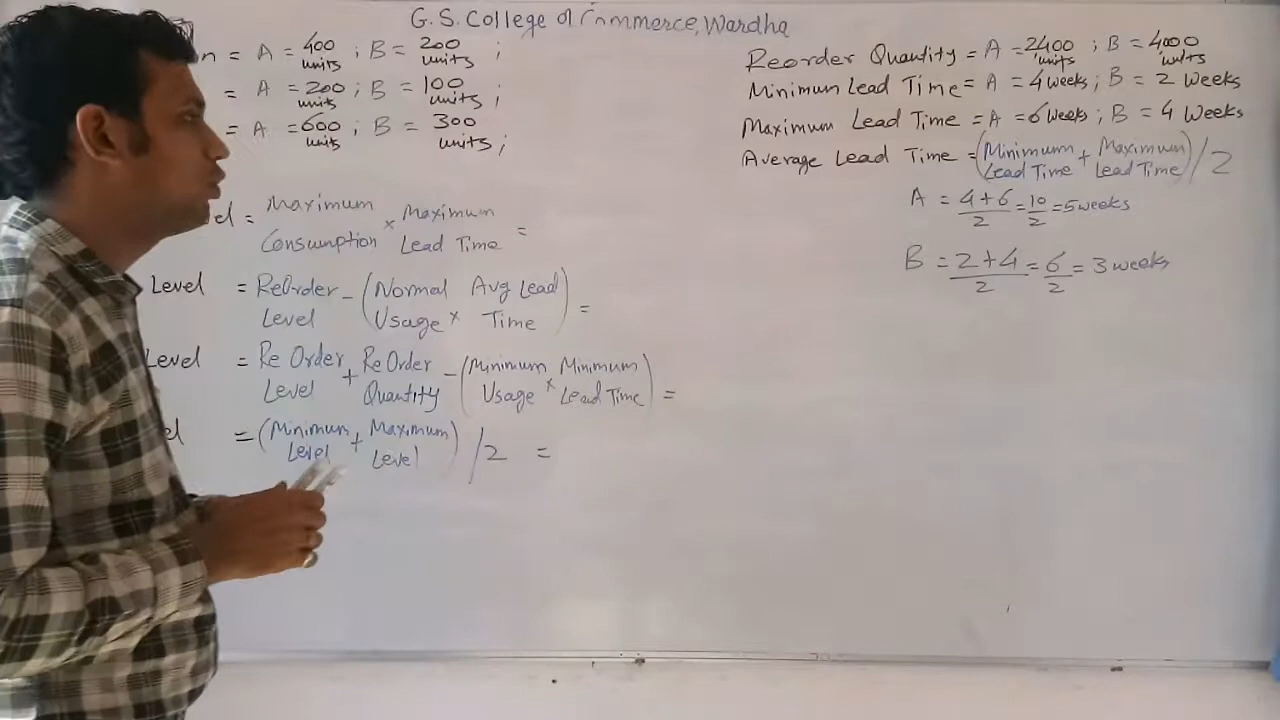 G. S. College of Commerce, Wardha
n = A = 400 units ; B = 200 units ;
= A = 200 units ; B = 100 units ;
= A = 600 units ; B = 300 units ;
el = Maximum Consumption × Maximum Lead Time =
Level = ReOrder Level - (Normal Usage × Avg Lead Time) =
Level = Re Order Level + Re Order Quantity - (Minimum Usage × Minimum Lead Time) =
el = (Minimum Level + Maximum Level) / 2 =
Reorder Quantity = A = 2400 units ; B = 4000 units
Minimun Lead Time = A = 4 weeks ; B = 2 weeks
Maximum Lead Time = A = 6 weeks ; B = 4 weeks
Average Lead Time = (Minimum Lead Time + Maximum Lead Time) / 2
A = 4+6/2 = 10/2 = 5 weeks
B = 2+4/2 = 6/2 = 3 weeks